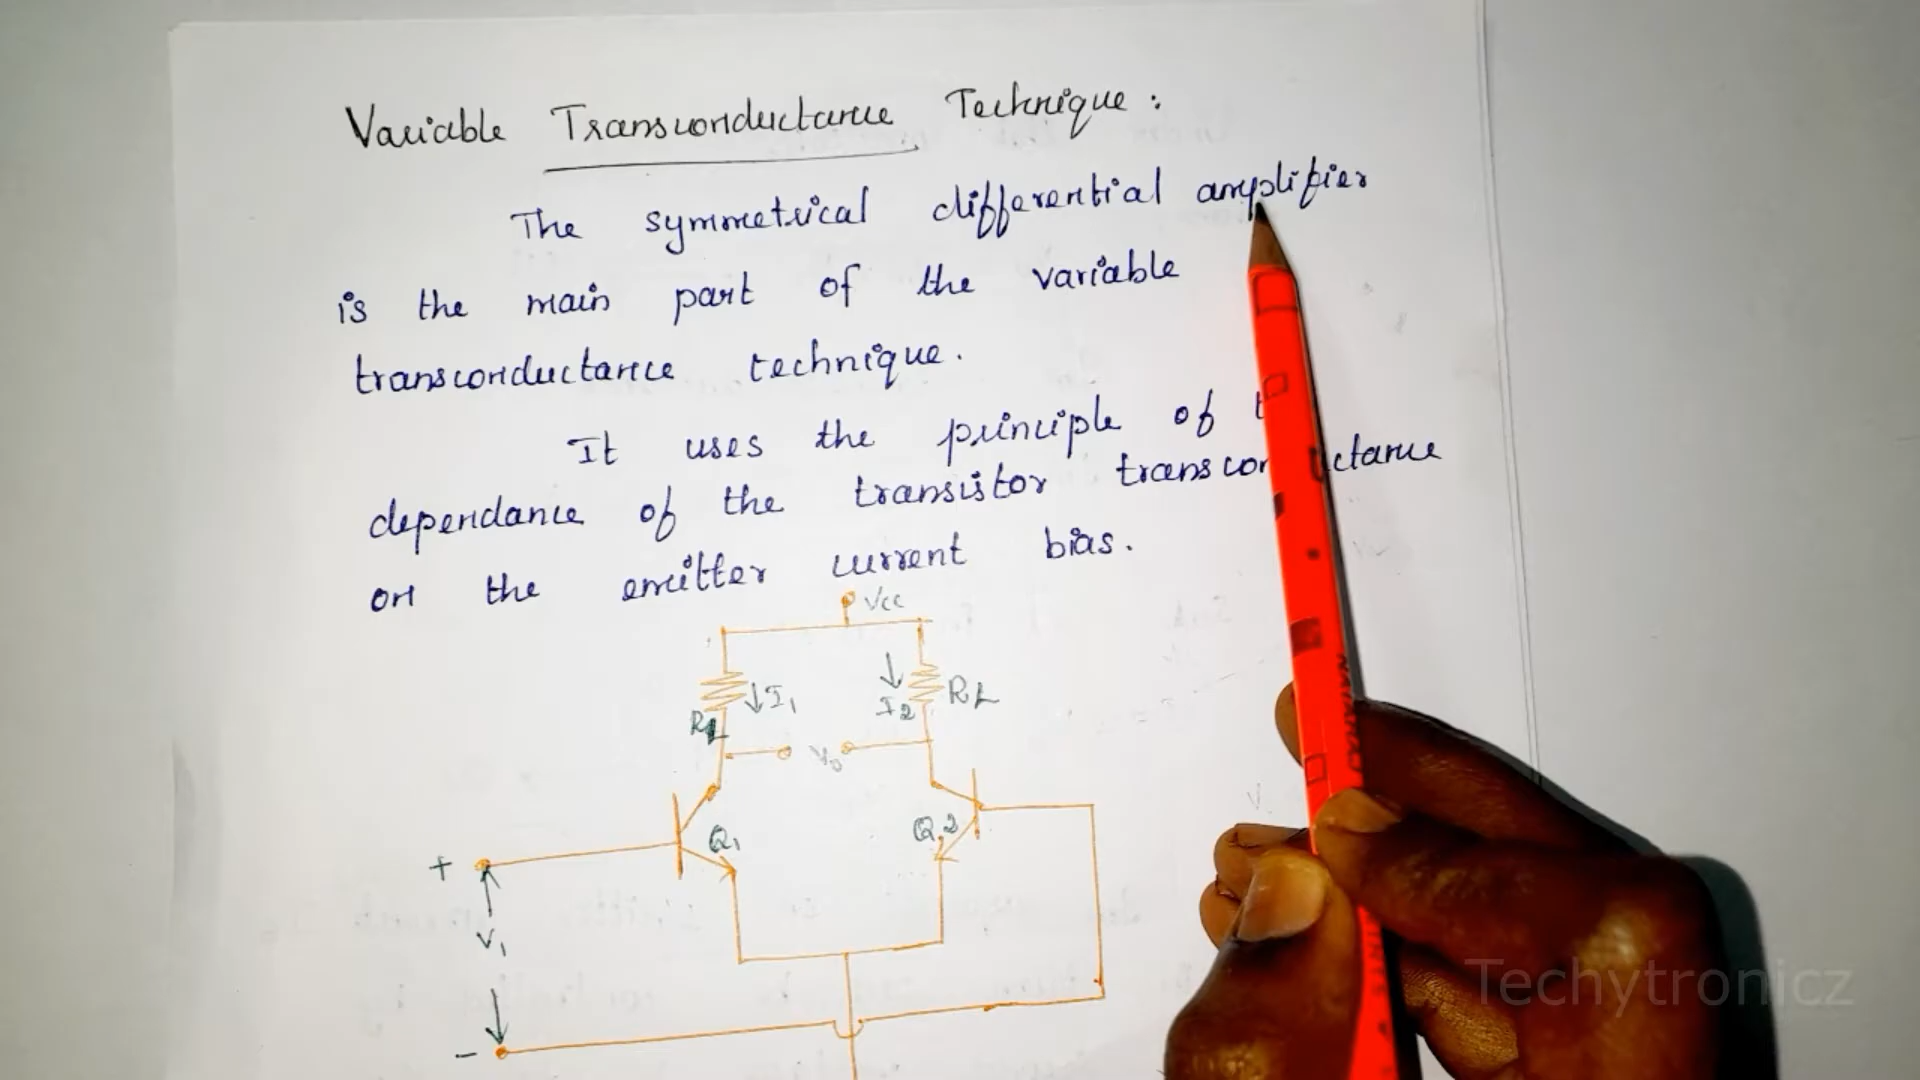 Variable Transconductance Technique :
The symmetrical differential amplifier
is the main part of the variable
transconductance technique.
It uses the principle of
dependance of the transistor
on the emitter current bias.
Vcc
I1 I2 RL
RL
Vo
Q1 Q2
+
V1
-
Techytronicz